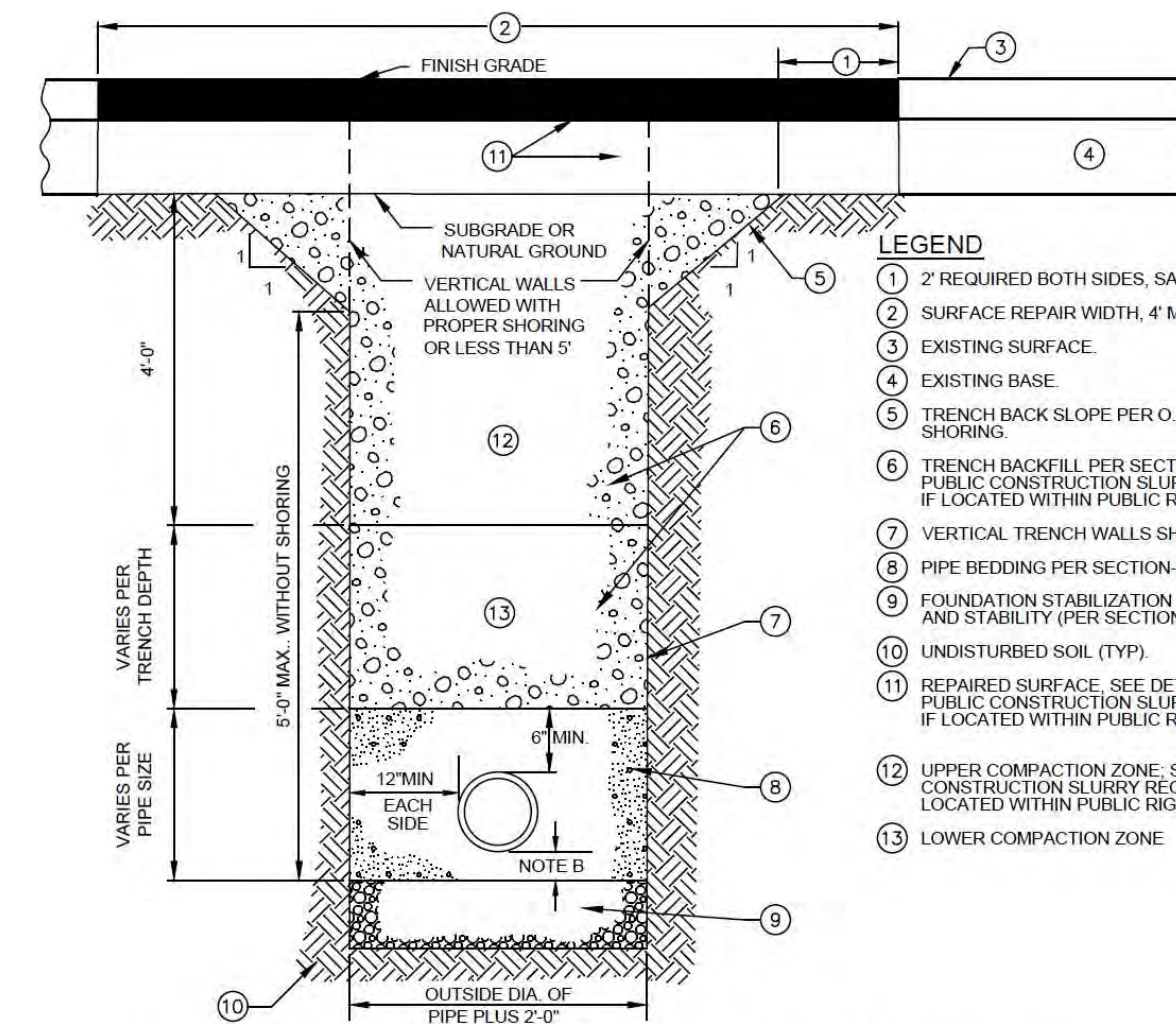 2
FINISH GRADE
1
3
11
4
SUBGRADE OR
NATURAL GROUND
1
1
VERTICAL WALLS
ALLOWED WITH
PROPER SHORING
OR LESS THAN 5'
1
1
5
4'-0"
12
6
5'-0" MAX.. WITHOUT SHORING
VARIES PER
TRENCH DEPTH
13
7
VARIES PER
PIPE SIZE
6" MIN.
12"MIN
EACH
SIDE
8
NOTE B
9
10
OUTSIDE DIA. OF
PIPE PLUS 2'-0"
LEGEND
1 2' REQUIRED BOTH SIDES,
2 SURFACE REPAIR WIDTH, 4'
3 EXISTING SURFACE.
4 EXISTING BASE.
5 TRENCH BACK SLOPE PER O.
SHORING.
6 TRENCH BACKFILL PER
PUBLIC CONSTRUCTION
IF LOCATED WITHIN PUBLIC
7 VERTICAL TRENCH WALLS
8 PIPE BEDDING PER SECTION-
9 FOUNDATION STABILIZATION
AND STABILITY (PER SECTION
10 UNDISTURBED SOIL (TYP).
11 REPAIRED SURFACE, SEE
PUBLIC CONSTRUCTION
IF LOCATED WITHIN PUBLIC
12 UPPER COMPACTION ZONE;
CONSTRUCTION SLURRY
LOCATED WITHIN PUBLIC
13 LOWER COMPACTION ZONE